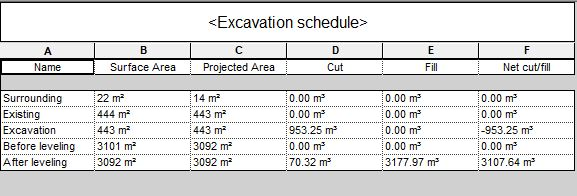 <Excavation schedule>
A B C D E F
Name Surface Area Projected Area Cut Fill Net cut/fill
Surrounding 22 m² 14 m² 0.00 m³ 0.00 m³ 0.00 m³
Existing 444 m² 443 m² 0.00 m³ 0.00 m³ 0.00 m³
Excavation 443 m² 443 m² 953.25 m³ 0.00 m³ -953.25 m³
Before leveling 3101 m² 3092 m² 0.00 m³ 0.00 m³ 0.00 m³
After leveling 3092 m² 3092 m² 70.32 m³ 3177.97 m³ 3107.64 m³